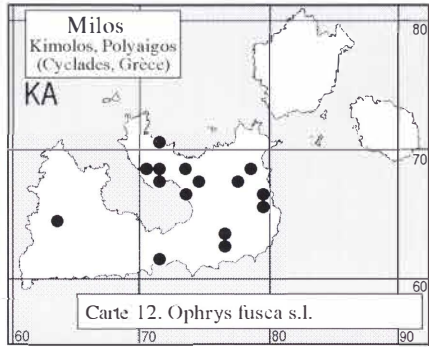 Milos
Kimolos, Polyaigos
(Cyclades, Grèce)
KA
80
70
60
Carte 12. Ophrys fusca s.l.
60
70
80
90